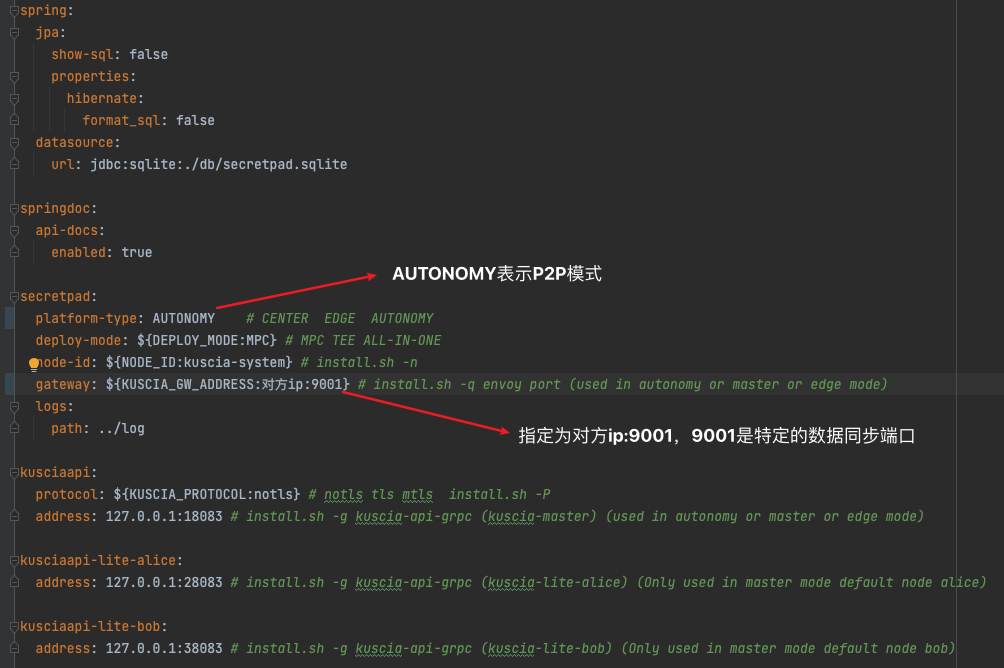 spring:
jpa:
show-sql: false
properties:
hibernate:
format_sql: false
datasource:
url: jdbc:sqlite:./db/secretpad.sqlite
springdoc:
api-docs:
enabled: true
AUTONOMY表示P2P模式
secretpad:
platform-type: AUTONOMY # CENTER EDGE AUTONOMY
deploy-mode: ${DEPLOY_MODE:MPC} # MPC TEE ALL-IN-ONE
node-id: ${NODE_ID:kuscia-system} # install.sh -n
gateway: ${KUSCIA_GW_ADDRESS:对方ip:9001} # install.sh -q envoy port (used in autonomy or master or edge mode)
logs:
path: ../log
指定为对方ip:9001，9001是特定的数据同步端口
kusciaapi:
protocol: ${KUSCIA_PROTOCOL:notls} # notls tls mtls install.sh -P
address: 127.0.0.1:18083 # install.sh -g kuscia-api-grpc (kuscia-master) (used in autonomy or master or edge mode)
kusciaapi-lite-alice:
address: 127.0.0.1:28083 # install.sh -g kuscia-api-grpc (kuscia-lite-alice) (Only used in master mode default node alice)
kusciaapi-lite-bob:
address: 127.0.0.1:38083 # install.sh -g kuscia-api-grpc (kuscia-lite-bob) (Only used in master mode default node bob)